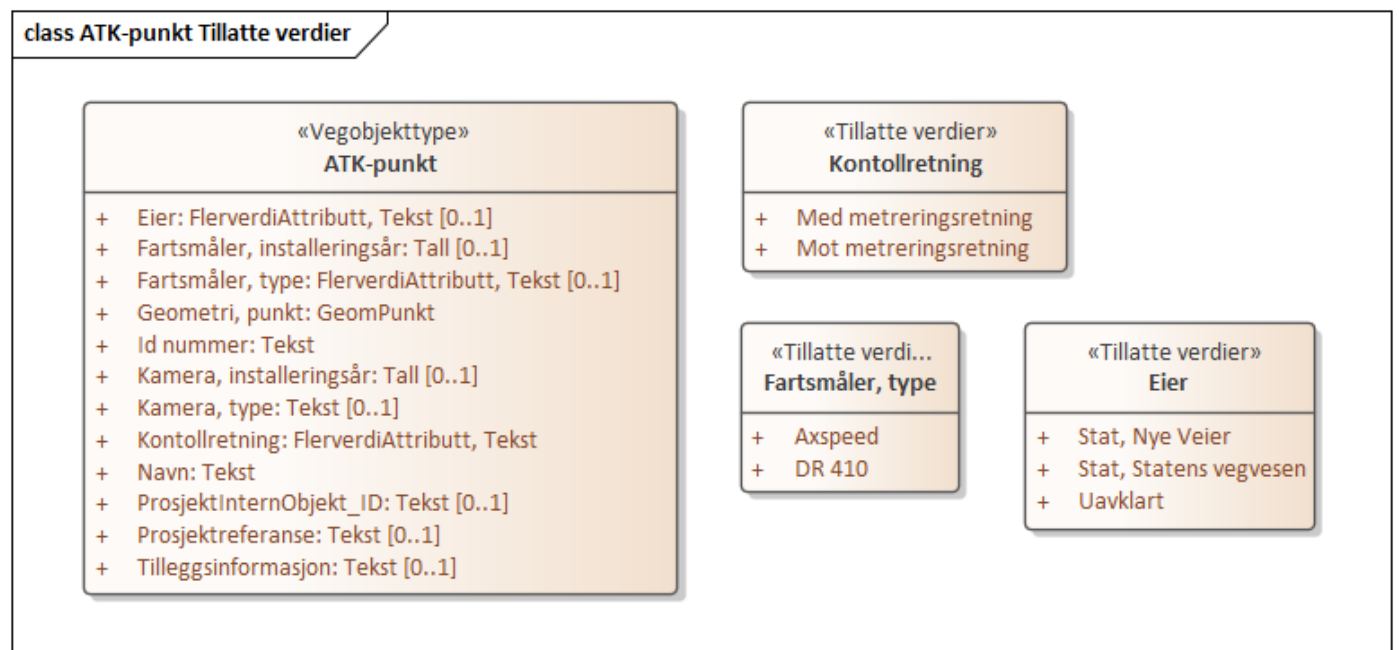 class ATK-punkt Tillatte verdier
«Vegobjekttype»
ATK-punkt
+ Eier: FlerverdiAttributt, Tekst [0..1]
+ Fartsmåler, installeringsår: Tall [0..1]
+ Fartsmåler, type: FlerverdiAttributt, Tekst [0..1]
+ Geometri, punkt: GeomPunkt
+ Id nummer: Tekst
+ Kamera, installeringsår: Tall [0..1]
+ Kamera, type: Tekst [0..1]
+ Kontollretning: FlerverdiAttributt, Tekst
+ Navn: Tekst
+ ProsjektInternObjekt_ID: Tekst [0..1]
+ Prosjektreferanse: Tekst [0..1]
+ Tilleggsinformasjon: Tekst [0..1]
«Tillatte verdier»
Kontollretning
+ Med metreringsretning
+ Mot metreringsretning
«Tillatte verdi...
Fartsmåler, type
+ Axspeed
+ DR 410
«Tillatte verdier»
Eier
+ Stat, Nye Veier
+ Stat, Statens vegvesen
+ Uavklart